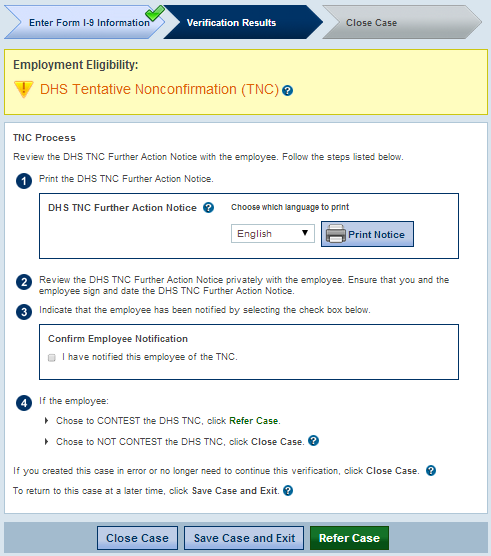 Enter Form I-9 Information
Verification Results
Close Case
Employment Eligibility:
DHS Tentative Nonconfirmation (TNC) ?
TNC Process
Review the DHS TNC Further Action Notice with the employee. Follow the steps listed below.
1 Print the DHS TNC Further Action Notice.
DHS TNC Further Action Notice ?
Choose which language to print
English
Print Notice
2 Review the DHS TNC Further Action Notice privately with the employee. Ensure that you and the
employee sign and date the DHS TNC Further Action Notice.
3 Indicate that the employee has been notified by selecting the check box below.
Confirm Employee Notification
I have notified this employee of the TNC.
4 If the employee:
Chose to CONTEST the DHS TNC, click Refer Case.
Chose to NOT CONTEST the DHS TNC, click Close Case. ?
If you created this case in error or no longer need to continue this verification, click Close Case. ?
To return to this case at a later time, click Save Case and Exit. ?
Close Case
Save Case and Exit
Refer Case